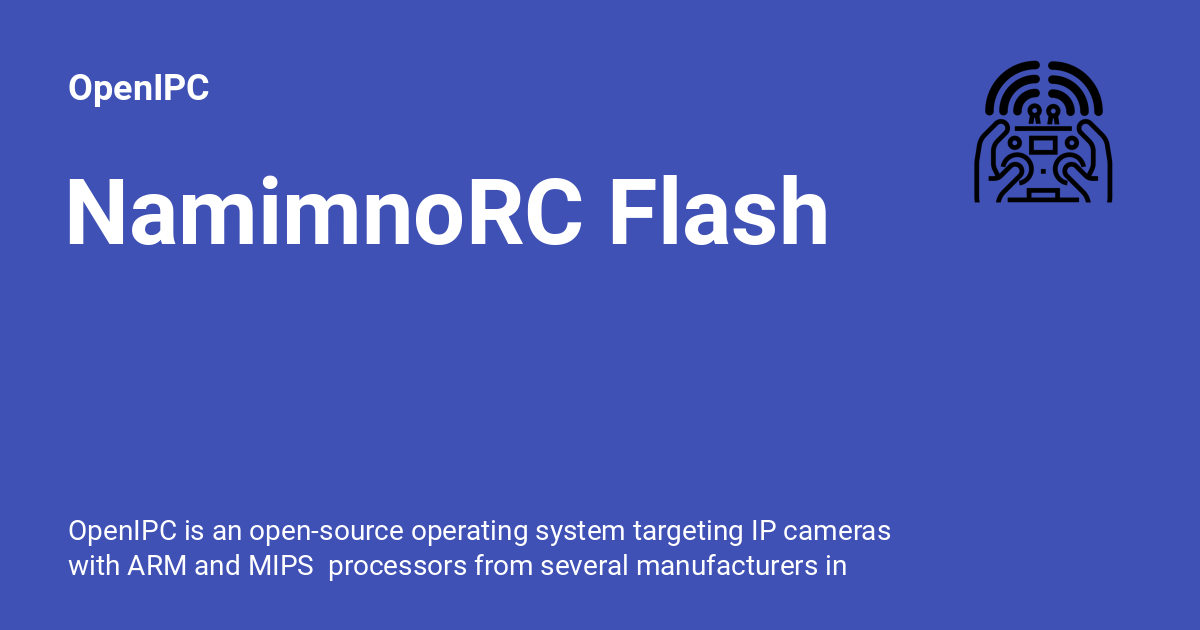 OpenIPC
NamimnoRC Flash
OpenIPC is an open-source operating system targeting IP cameras
with ARM and MIPS  processors from several manufacturers in